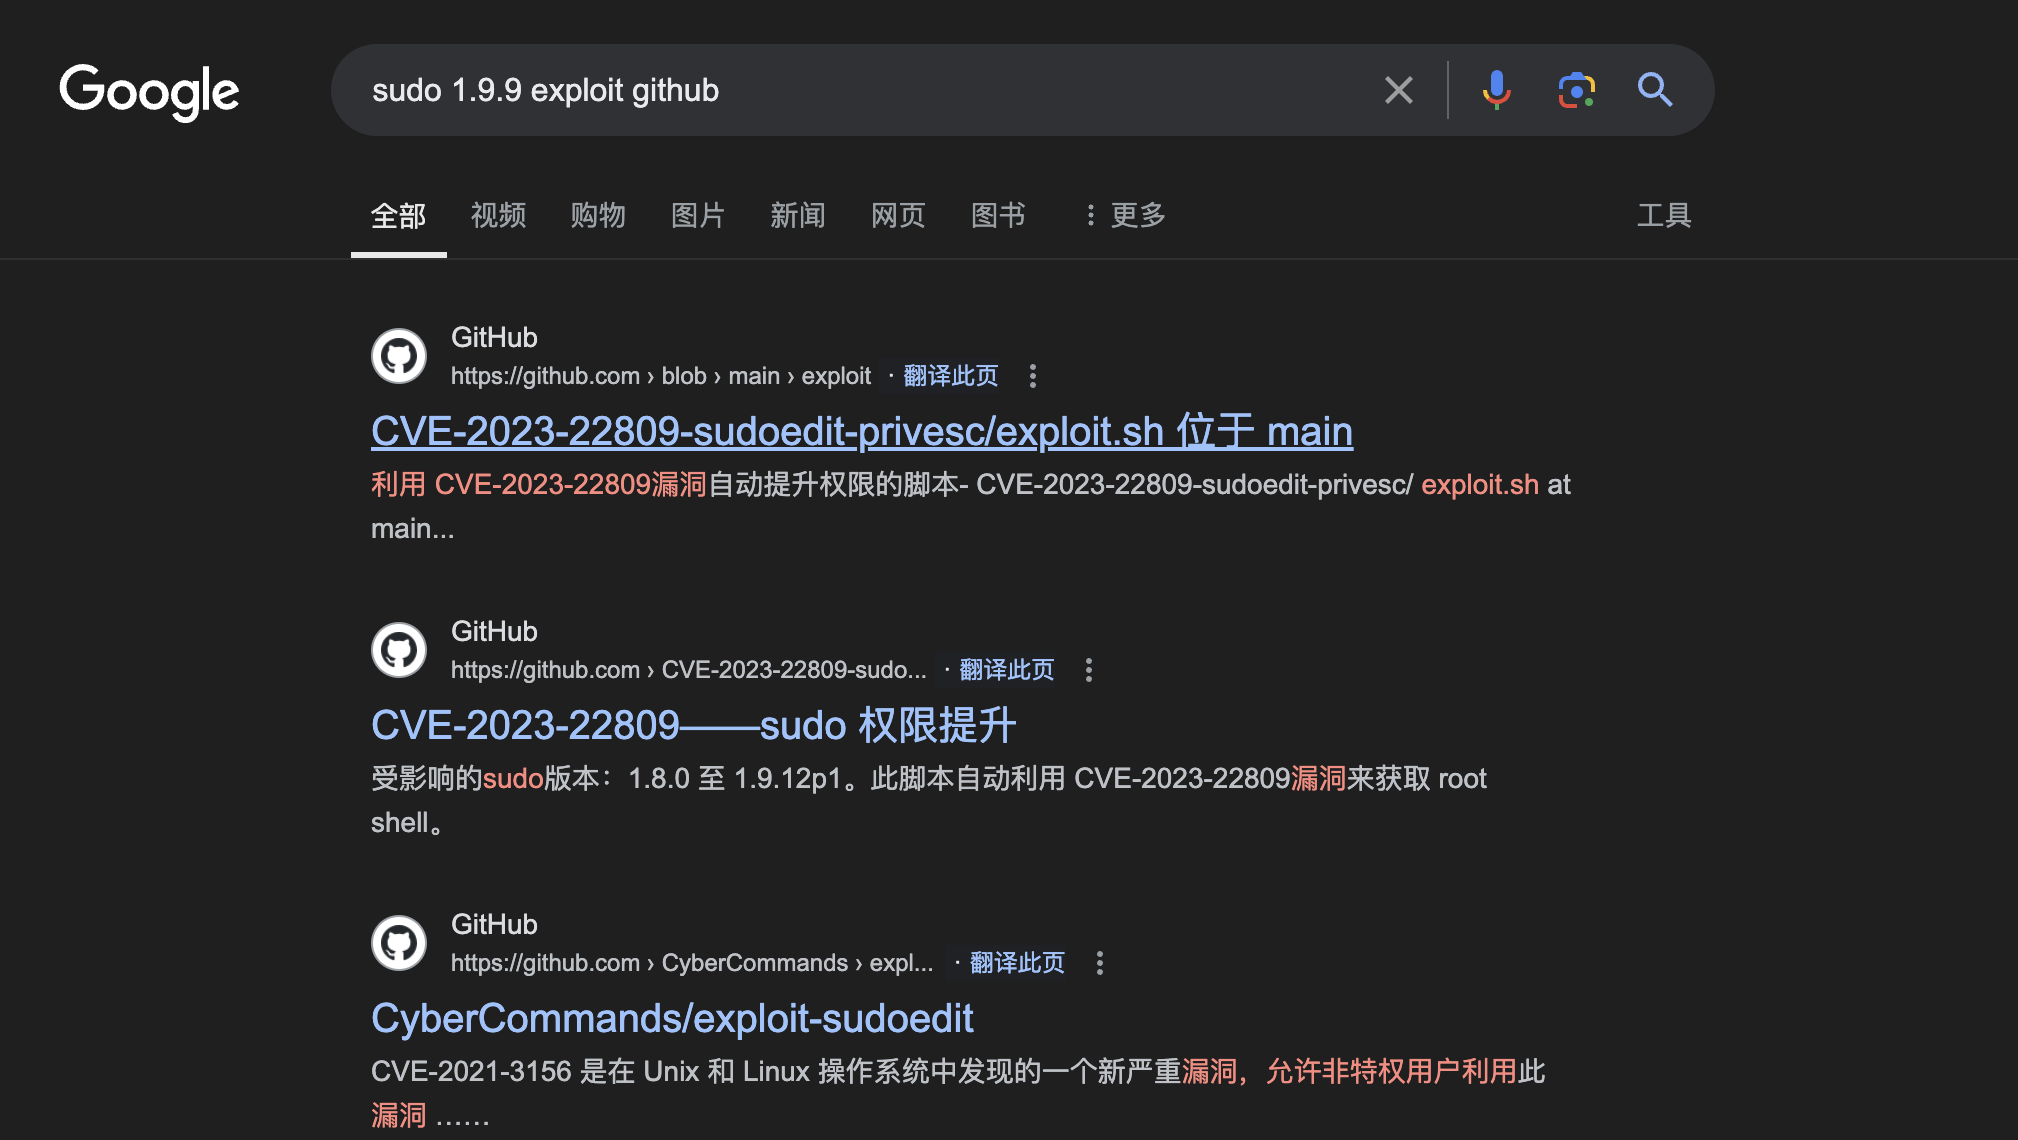 Google
sudo 1.9.9 exploit github
全部 视频 购物 图片 新闻 网页 图书 更多 工具
GitHub
https://github.com › blob › main › exploit · 翻译此页
CVE-2023-22809-sudoedit-privesc/exploit.sh 位于 main
利用 CVE-2023-22809漏洞自动提升权限的脚本- CVE-2023-22809-sudoedit-privesc/ exploit.sh at
main...
GitHub
https://github.com › CVE-2023-22809-sudo... · 翻译此页
CVE-2023-22809——sudo 权限提升
受影响的sudo版本：1.8.0 至 1.9.12p1。此脚本自动利用 CVE-2023-22809漏洞来获取 root
shell。
GitHub
https://github.com › CyberCommands › expl... · 翻译此页
CyberCommands/exploit-sudoedit
CVE-2021-3156 是在 Unix 和 Linux 操作系统中发现的一个新严重漏洞，允许非特权用户利用此
漏洞 ......